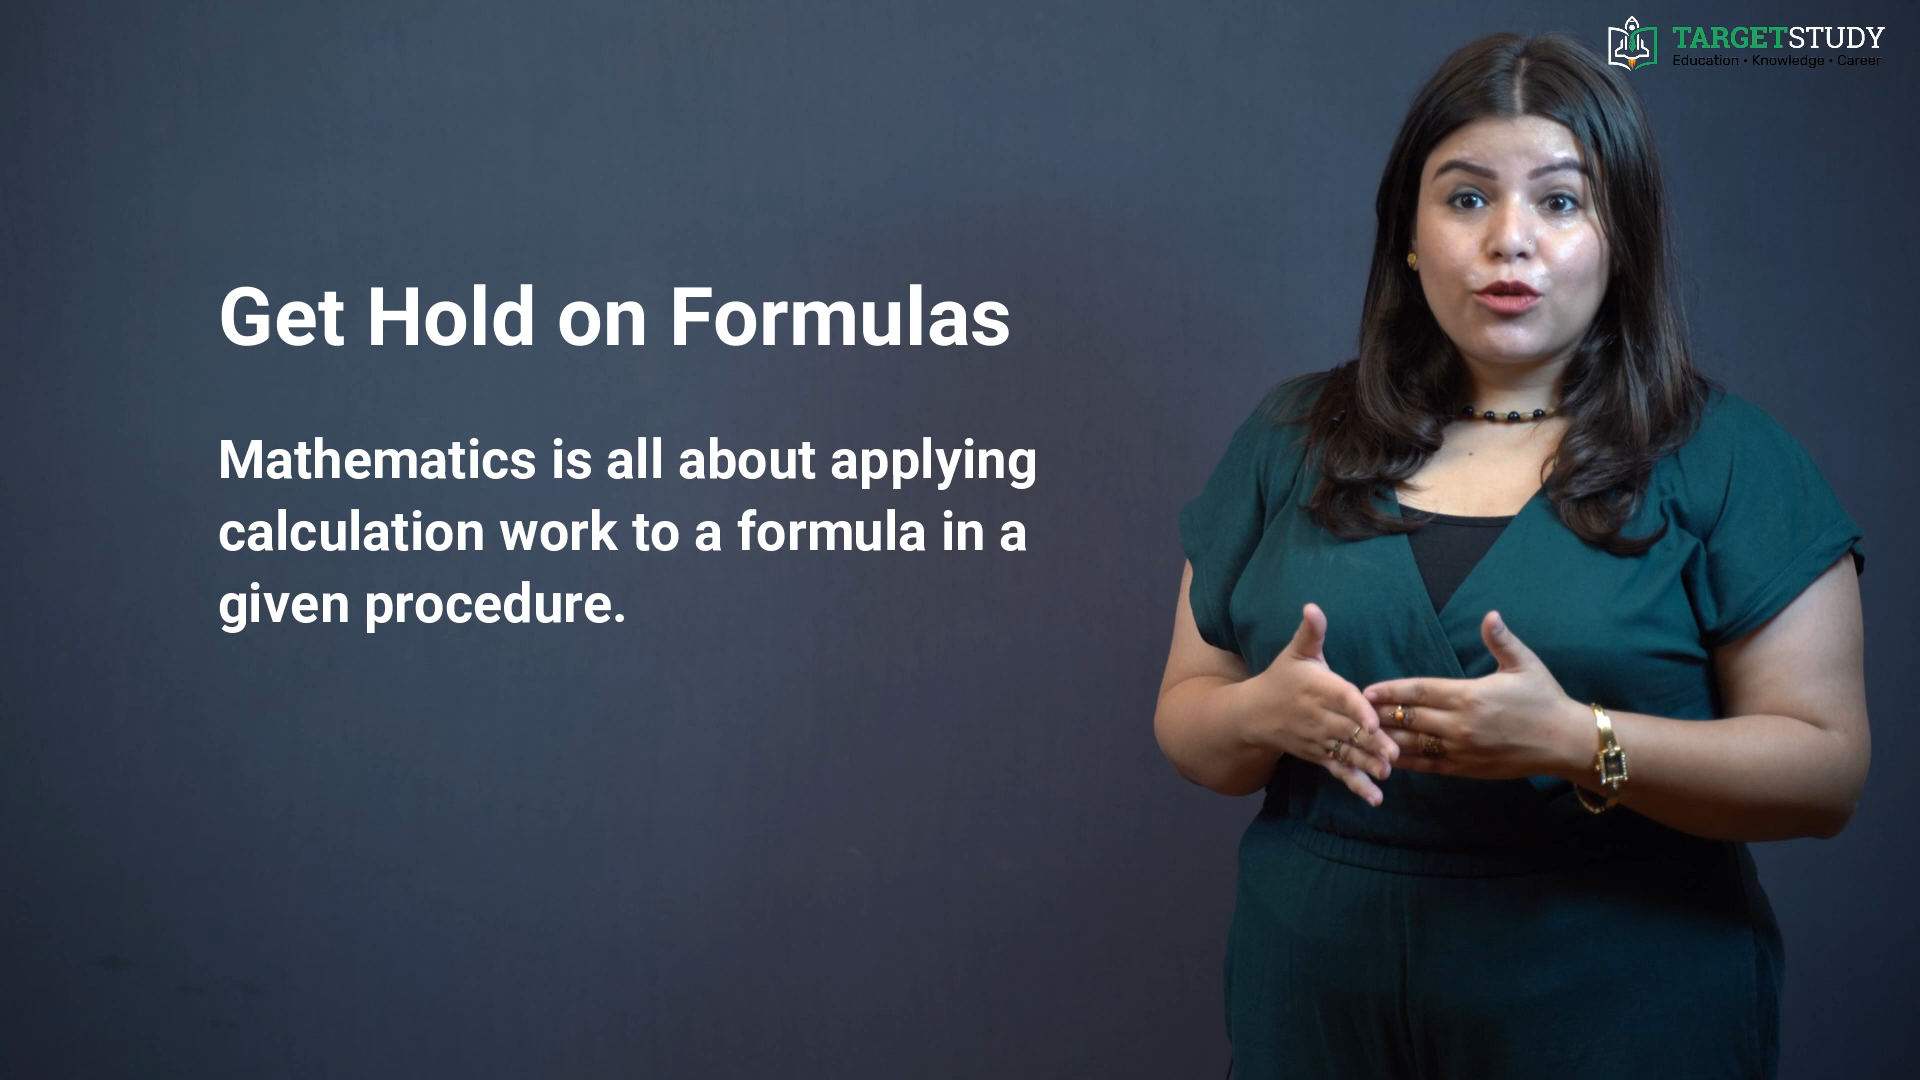 TARGETSTUDY
Education • Knowledge • Career
Get Hold on Formulas
Mathematics is all about applying
calculation work to a formula in a
given procedure.